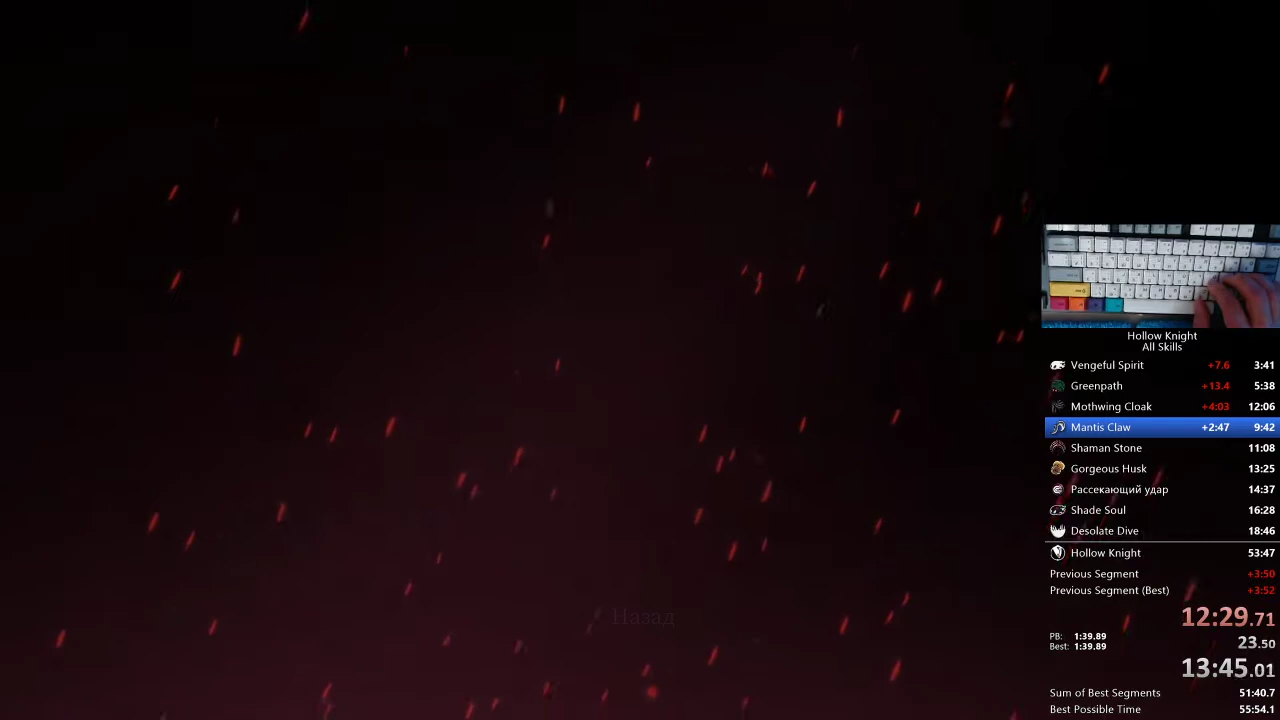 Hollow Knight
All Skills
Vengeful Spirit +7.6 3:41
Greenpath +13.4 5:38
Mothwing Cloak +4:03 12:06
Mantis Claw +2:47 9:42
Shaman Stone 11:08
Gorgeous Husk 13:25
Рассекающий удар 14:37
Shade Soul 16:28
Desolate Dive 18:46
Hollow Knight 53:47
Previous Segment +3:50
Previous Segment (Best) +3:52
Назад
12:29.71
PB: 1:39.89
Best: 1:39.89
23.50
13:45.01
Sum of Best Segments 51:40.7
Best Possible Time 55:54.1